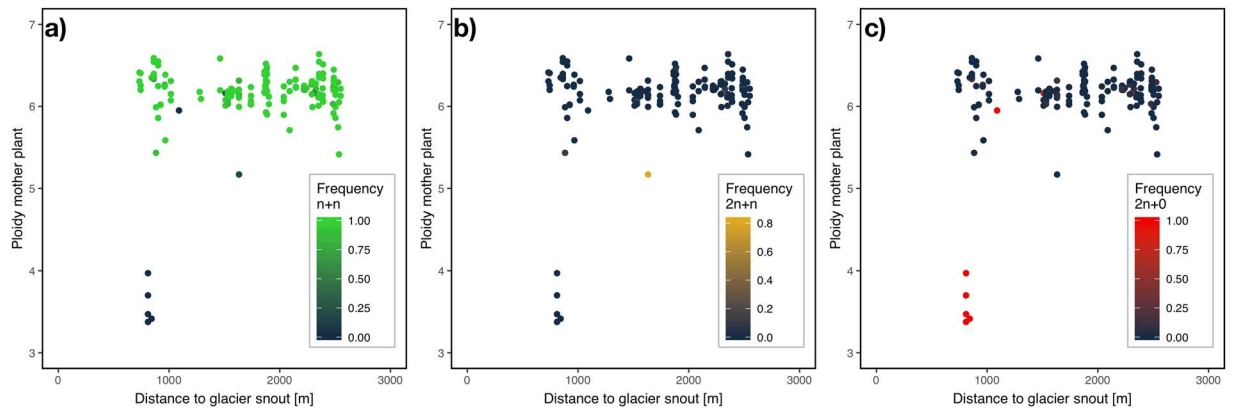 a)
7
6
5
4
3
Ploidy mother plant
0 1000 2000 3000
Distance to glacier snout [m]
Frequency
n+n
1.00
0.75
0.50
0.25
0.00
b)
7
6
5
4
3
Ploidy mother plant
0 1000 2000 3000
Distance to glacier snout [m]
Frequency
2n+n
0.8
0.6
0.4
0.2
0.0
c)
7
6
5
4
3
Ploidy mother plant
0 1000 2000 3000
Distance to glacier snout [m]
Frequency
2n+0
1.00
0.75
0.50
0.25
0.00